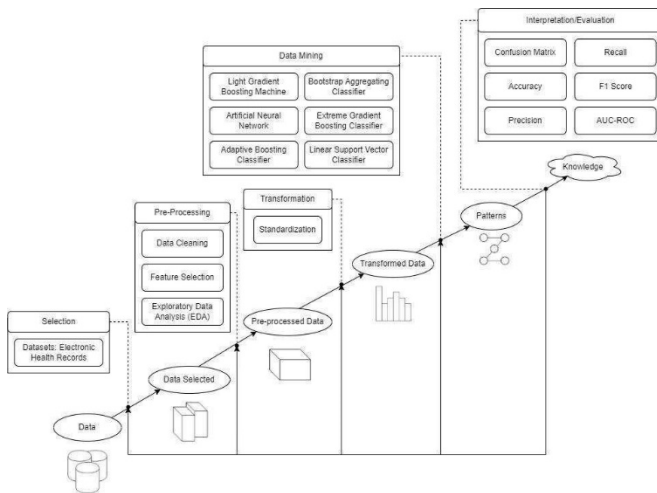 Interpretation/Evaluation
Confusion Matrix
Recall
Accuracy
F1 Score
Precision
AUC-ROC
Data Mining
Light Gradient
Boosting Machine
Bootstrap Aggregating
Classifier
Artificial Neural
Network
Extreme Gradient
Boosting Classifier
Adaptive Boosting
Classifier
Linear Support Vector
Classifier
Knowledge
Transformation
Standardization
Patterns
Pre-Processing
Data Cleaning
Feature Selection
Exploratory Data
Analysis (EDA)
Transformed Data
Selection
Datasets: Electronic
Health Records
Pre-processed Data
Data Selected
Data